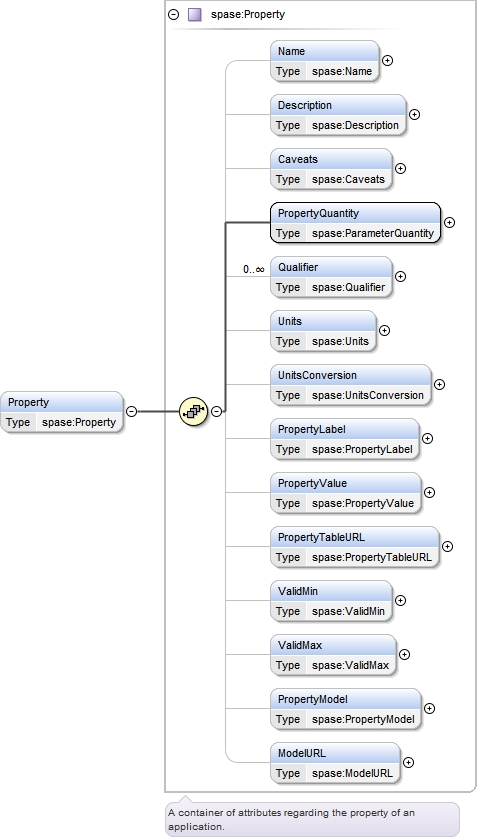 spase:Property
Name
Type spase:Name
Description
Type spase:Description
Caveats
Type spase:Caveats
PropertyQuantity
Type spase:ParameterQuantity
0..∞
Qualifier
Type spase:Qualifier
Units
Type spase:Units
UnitsConversion
Type spase:UnitsConversion
Property
Type spase:Property
PropertyLabel
Type spase:PropertyLabel
PropertyValue
Type spase:PropertyValue
PropertyTableURL
Type spase:PropertyTableURL
ValidMin
Type spase:ValidMin
ValidMax
Type spase:ValidMax
PropertyModel
Type spase:PropertyModel
ModelURL
Type spase:ModelURL
A container of attributes regarding the property of an
application.